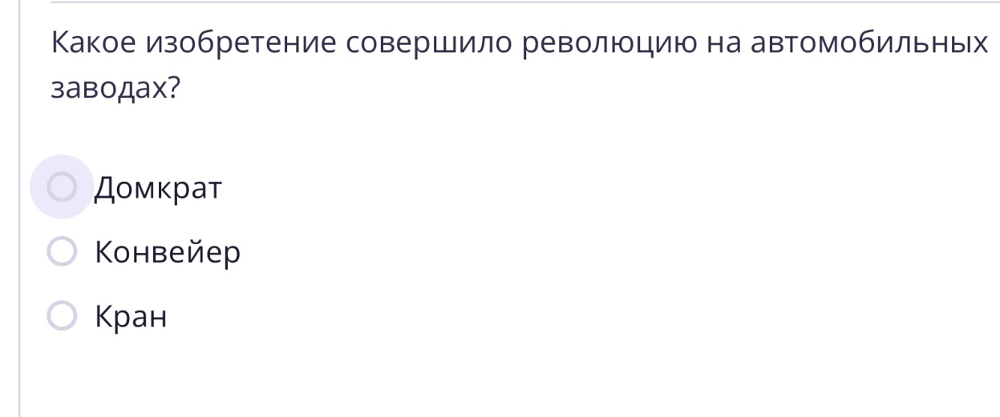 Какое изобретение совершило революцию на автомобильных
заводах?
Домкрат
Конвейер
Кран